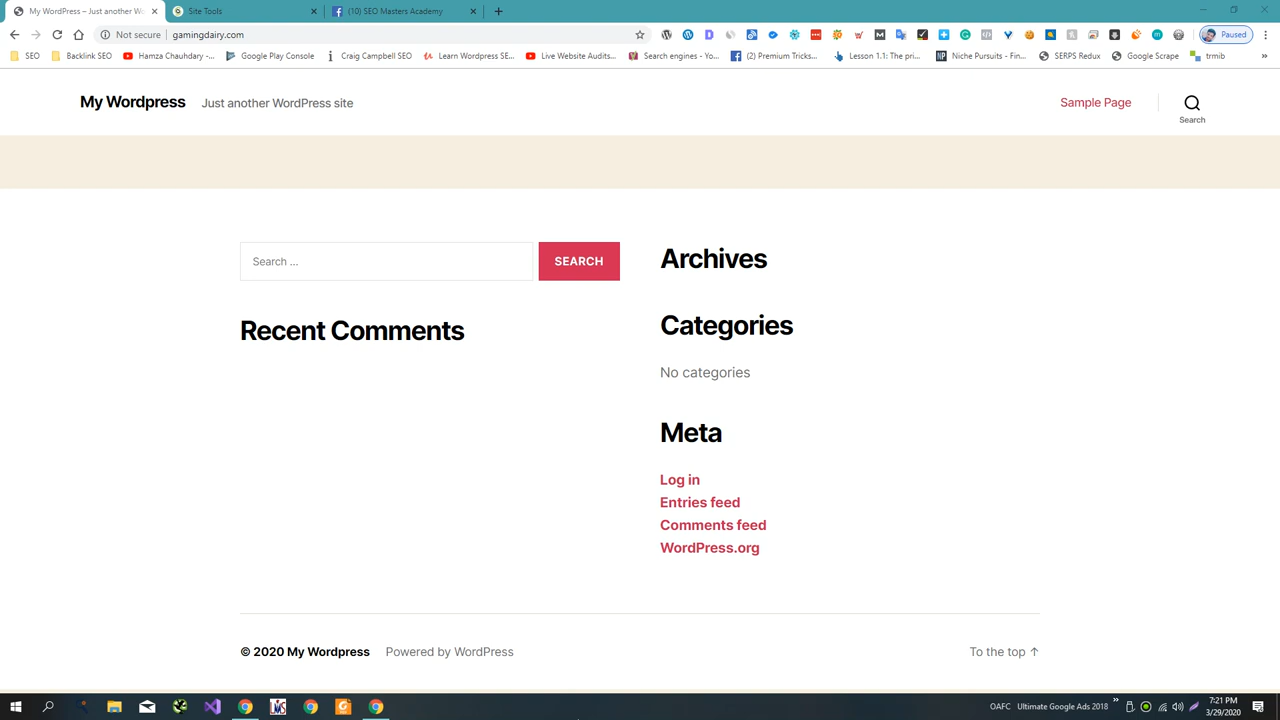 My WordPress – Just another Wo
Site Tools
(10) SEO Masters Academy
Not secure
gamingdairy.com
Paused
SEO
Backlink SEO
Hamza Chauhdary -...
Google Play Console
Craig Campbell SEO
Learn Wordpress SE...
Live Website Audits...
Search engines - Yo...
(2) Premium Tricks...
Lesson 1.1: The pri...
Niche Pursuits - Fin...
SERPS Redux
Google Scrape
trmib
»
My Wordpress
Just another WordPress site
Sample Page
Search
Search …
SEARCH
Recent Comments
Archives
Categories
No categories
Meta
Log in
Entries feed
Comments feed
WordPress.org
© 2020 My Wordpress
Powered by WordPress
To the top ↑
OAFC
Ultimate Google Ads 2018
»
7:21 PM
3/29/2020